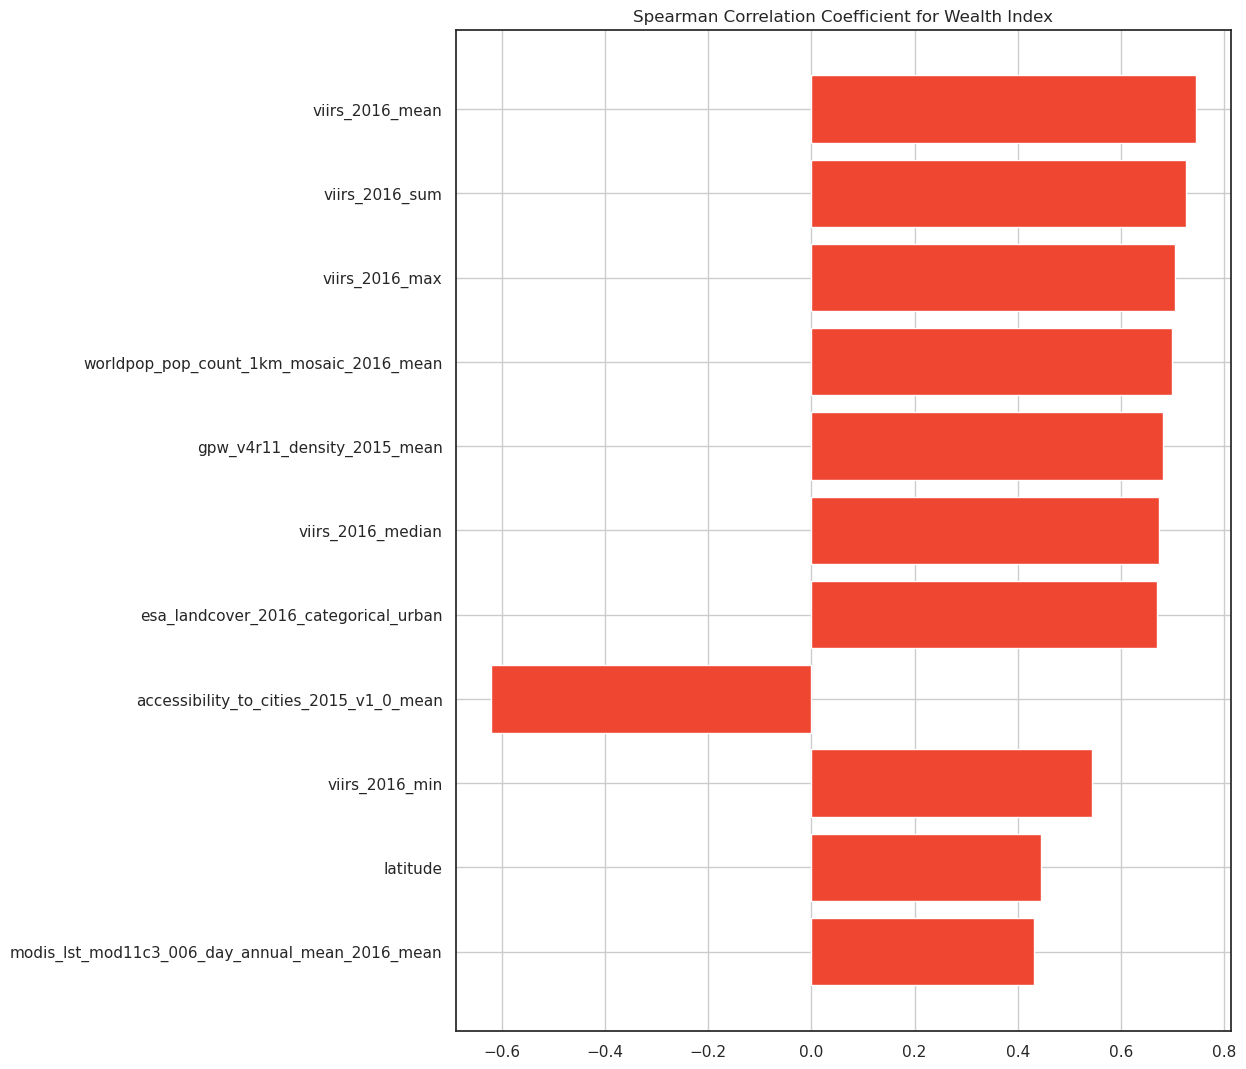 Spearman Correlation Coefficient for Wealth Index
viirs_2016_mean
viirs_2016_sum
viirs_2016_max
worldpop_pop_count_1km_mosaic_2016_mean
gpw_v4r11_density_2015_mean
viirs_2016_median
esa_landcover_2016_categorical_urban
accessibility_to_cities_2015_v1_0_mean
viirs_2016_min
latitude
modis_lst_mod11c3_006_day_annual_mean_2016_mean
−0.6 −0.4 −0.2 0.0 0.2 0.4 0.6 0.8